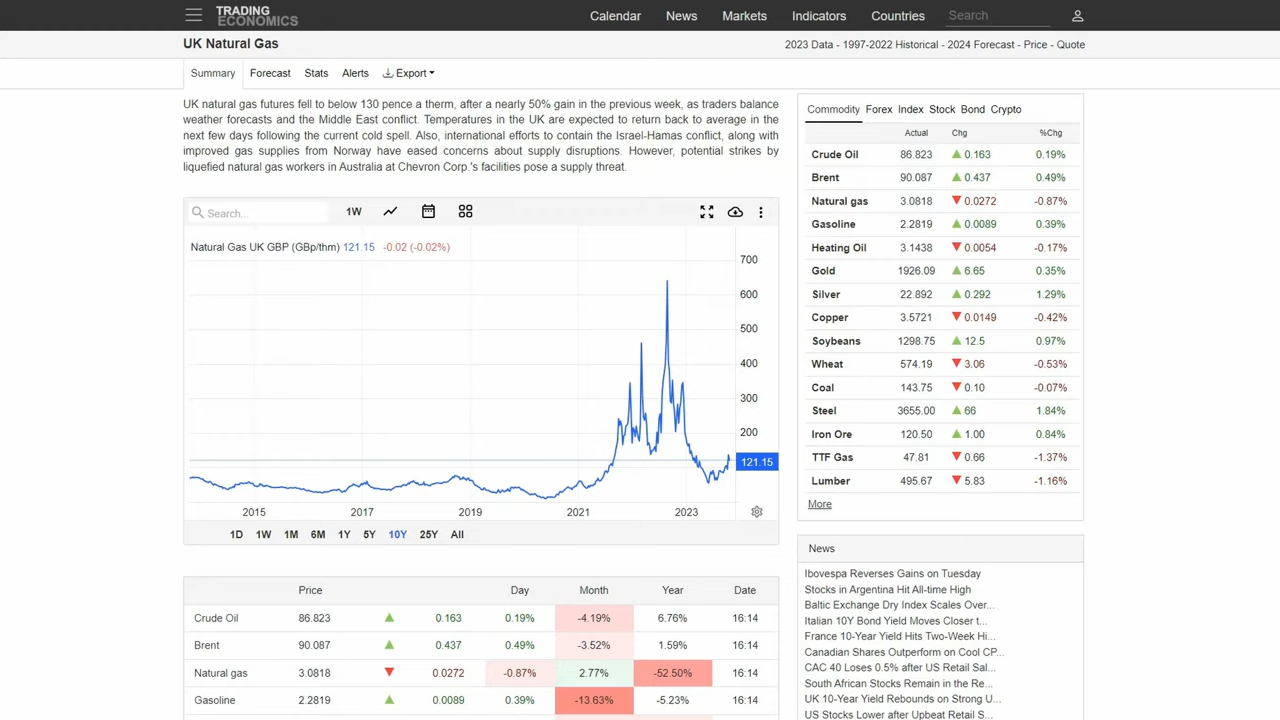 TRADING
ECONOMICS
Calendar News Markets Indicators Countries Search
UK Natural Gas
2023 Data - 1997-2022 Historical - 2024 Forecast - Price - Quote
Summary Forecast Stats Alerts Export
UK natural gas futures fell to below 130 pence a therm, after a nearly 50% gain in the previous week, as traders balance
weather forecasts and the Middle East conflict. Temperatures in the UK are expected to return back to average in the
next few days following the current cold spell. Also, international efforts to contain the Israel-Hamas conflict, along with
improved gas supplies from Norway have eased concerns about supply disruptions. However, potential strikes by
liquefied natural gas workers in Australia at Chevron Corp.'s facilities pose a supply threat.
Search... 1W
Natural Gas UK GBP (GBp/thm) 121.15 -0.02 (-0.02%)
700
600
500
400
300
200
121.15
2015 2017 2019 2021 2023
1D 1W 1M 6M 1Y 5Y 10Y 25Y All
Price Day Month Year Date
Crude Oil 86.823 0.163 0.19% -4.19% 6.76% 16:14
Brent 90.087 0.437 0.49% -3.52% 1.59% 16:14
Natural gas 3.0818 0.0272 -0.87% 2.77% -52.50% 16:14
Gasoline 2.2819 0.0089 0.39% -13.63% -5.23% 16:14
Commodity Forex Index Stock Bond Crypto
Actual Chg %Chg
Crude Oil 86.823 0.163 0.19%
Brent 90.087 0.437 0.49%
Natural gas 3.0818 0.0272 -0.87%
Gasoline 2.2819 0.0089 0.39%
Heating Oil 3.1438 0.0054 -0.17%
Gold 1926.09 6.65 0.35%
Silver 22.892 0.292 1.29%
Copper 3.5721 0.0149 -0.42%
Soybeans 1298.75 12.5 0.97%
Wheat 574.19 3.06 -0.53%
Coal 143.75 0.10 -0.07%
Steel 3655.00 66 1.84%
Iron Ore 120.50 1.00 0.84%
TTF Gas 47.81 0.66 -1.37%
Lumber 495.67 5.83 -1.16%
More
News
Ibovespa Reverses Gains on Tuesday
Stocks in Argentina Hit All-time High
Baltic Exchange Dry Index Scales Over...
Italian 10Y Bond Yield Moves Closer t...
France 10-Year Yield Hits Two-Week Hi...
Canadian Shares Outperform on Cool CP...
CAC 40 Loses 0.5% after US Retail Sal...
South African Stocks Remain in the Re...
UK 10-Year Yield Rebounds on Strong U...
US Stocks Lower after Upbeat Retail S...